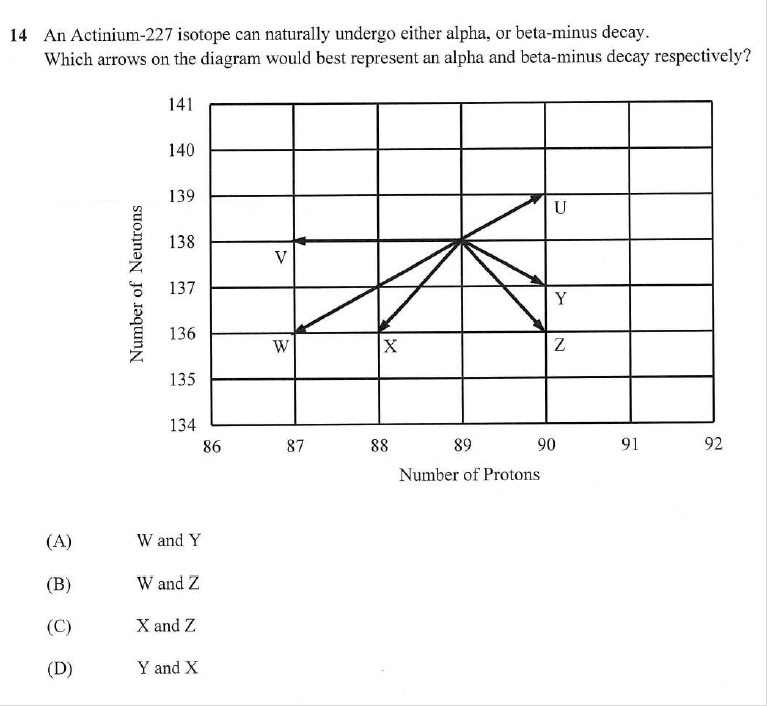 14 An Actinium-227 isotope can naturally undergo either alpha, or beta-minus decay.
Which arrows on the diagram would best represent an alpha and beta-minus decay respectively?
141
140
139
U
138
V
137
Y
136
W
X
Z
135
134
86 87 88 89 90 91 92
Number of Neutrons
Number of Protons
(A) W and Y
(B) W and Z
(C) X and Z
(D) Y and X